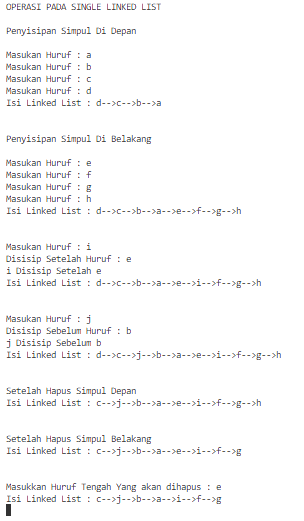 OPERASI PADA SINGLE LINKED LIST
Penyisipan Simpul Di Depan
Masukan Huruf : a
Masukan Huruf : b
Masukan Huruf : c
Masukan Huruf : d
Isi Linked List : d-->c-->b-->a
Penyisipan Simpul Di Belakang
Masukan Huruf : e
Masukan Huruf : f
Masukan Huruf : g
Masukan Huruf : h
Isi Linked List : d-->c-->b-->a-->e-->f-->g-->h
Masukan Huruf : i
Disisip Setelah Huruf : e
i Disisip Setelah e
Isi Linked List : d-->c-->b-->a-->e-->i-->f-->g-->h
Masukan Huruf : j
Disisip Sebelum Huruf : b
j Disisip Sebelum b
Isi Linked List : d-->c-->j-->b-->a-->e-->i-->f-->g-->h
Setelah Hapus Simpul Depan
Isi Linked List : c-->j-->b-->a-->e-->i-->f-->g-->h
Setelah Hapus Simpul Belakang
Isi Linked List : c-->j-->b-->a-->e-->i-->f-->g
Masukkan Huruf Tengah Yang akan dihapus : e
Isi Linked List : c-->j-->b-->a-->i-->f-->g